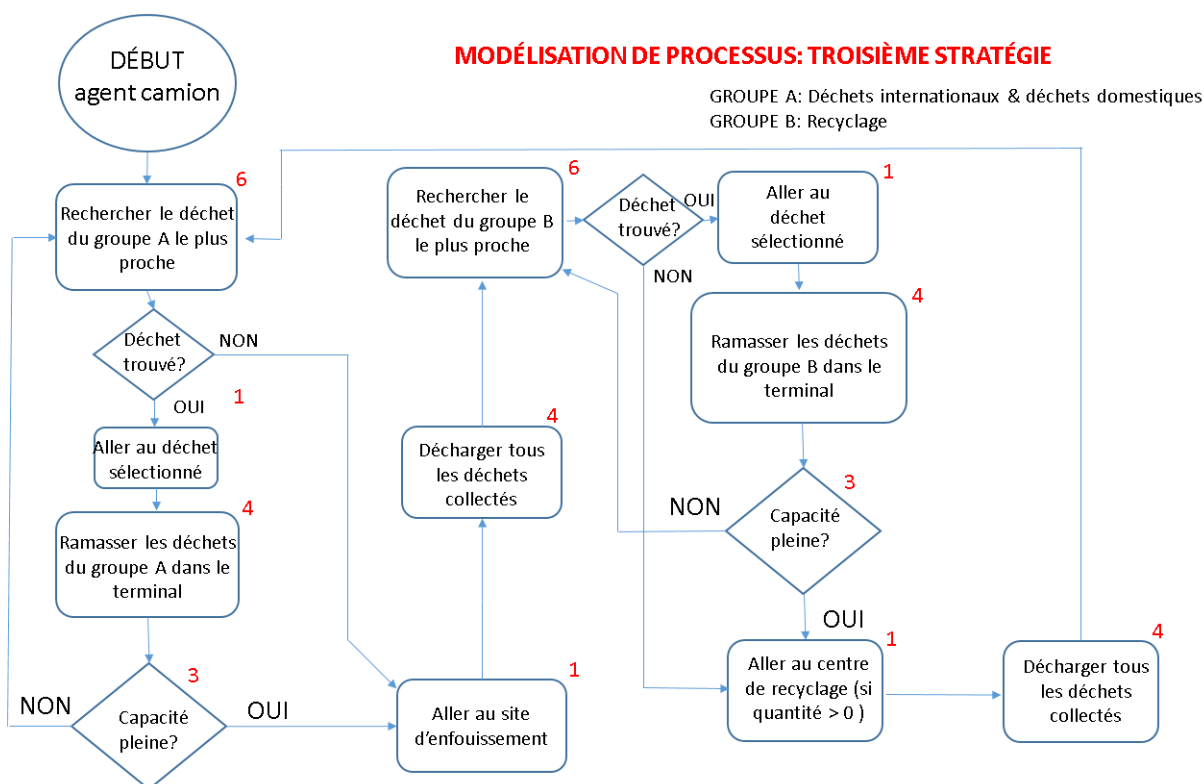 DÉBUT
agent camion
MODÉLISATION DE PROCESSUS: TROISIÈME STRATÉGIE
GROUPE A: Déchets internationaux & déchets domestiques
GROUPE B: Recyclage
6
Rechercher le déchet
du groupe A le plus
proche
Déchet
trouvé?
NON
OUI
1
Aller au déchet
sélectionné
4
Ramasser les déchets
du groupe A dans le
terminal
3
Capacité
pleine?
NON
OUI
1
Aller au site
d'enfouissement
4
Décharger tous
les déchets
collectés
6
Rechercher le
déchet du groupe B
le plus proche
Déchet
trouvé?
OUI
NON
1
Aller au
déchet
sélectionné
4
Ramasser les déchets
du groupe B dans le
terminal
3
Capacité
pleine?
NON
OUI
1
Aller au centre
de recyclage (si
quantité > 0 )
4
Décharger tous
les déchets
collectés